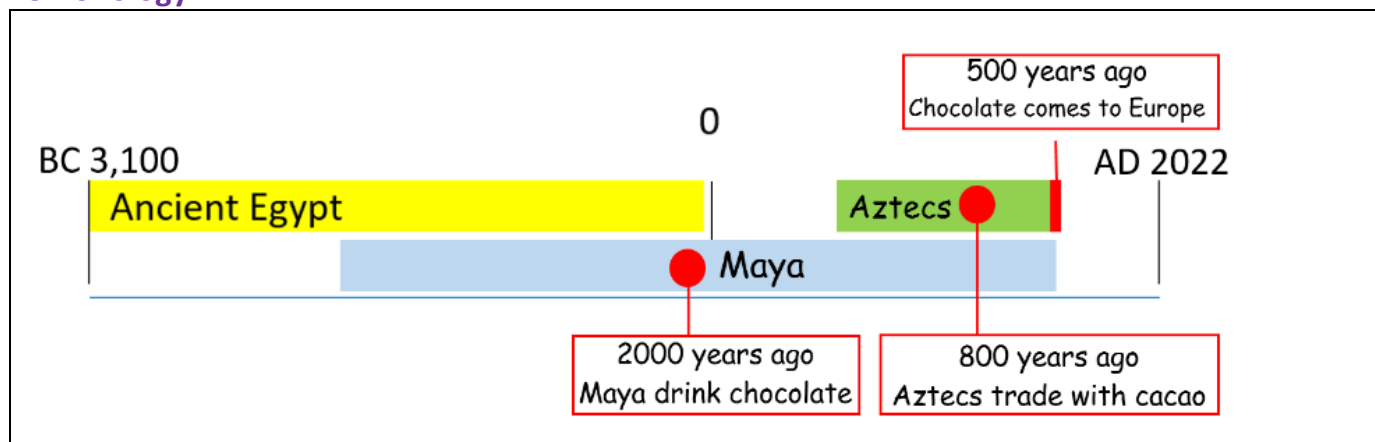 500 years ago
Chocolate comes to Europe
0
BC 3,100
AD 2022
Ancient Egypt
Aztecs
Maya
2000 years ago
Maya drink chocolate
800 years ago
Aztecs trade with cacao